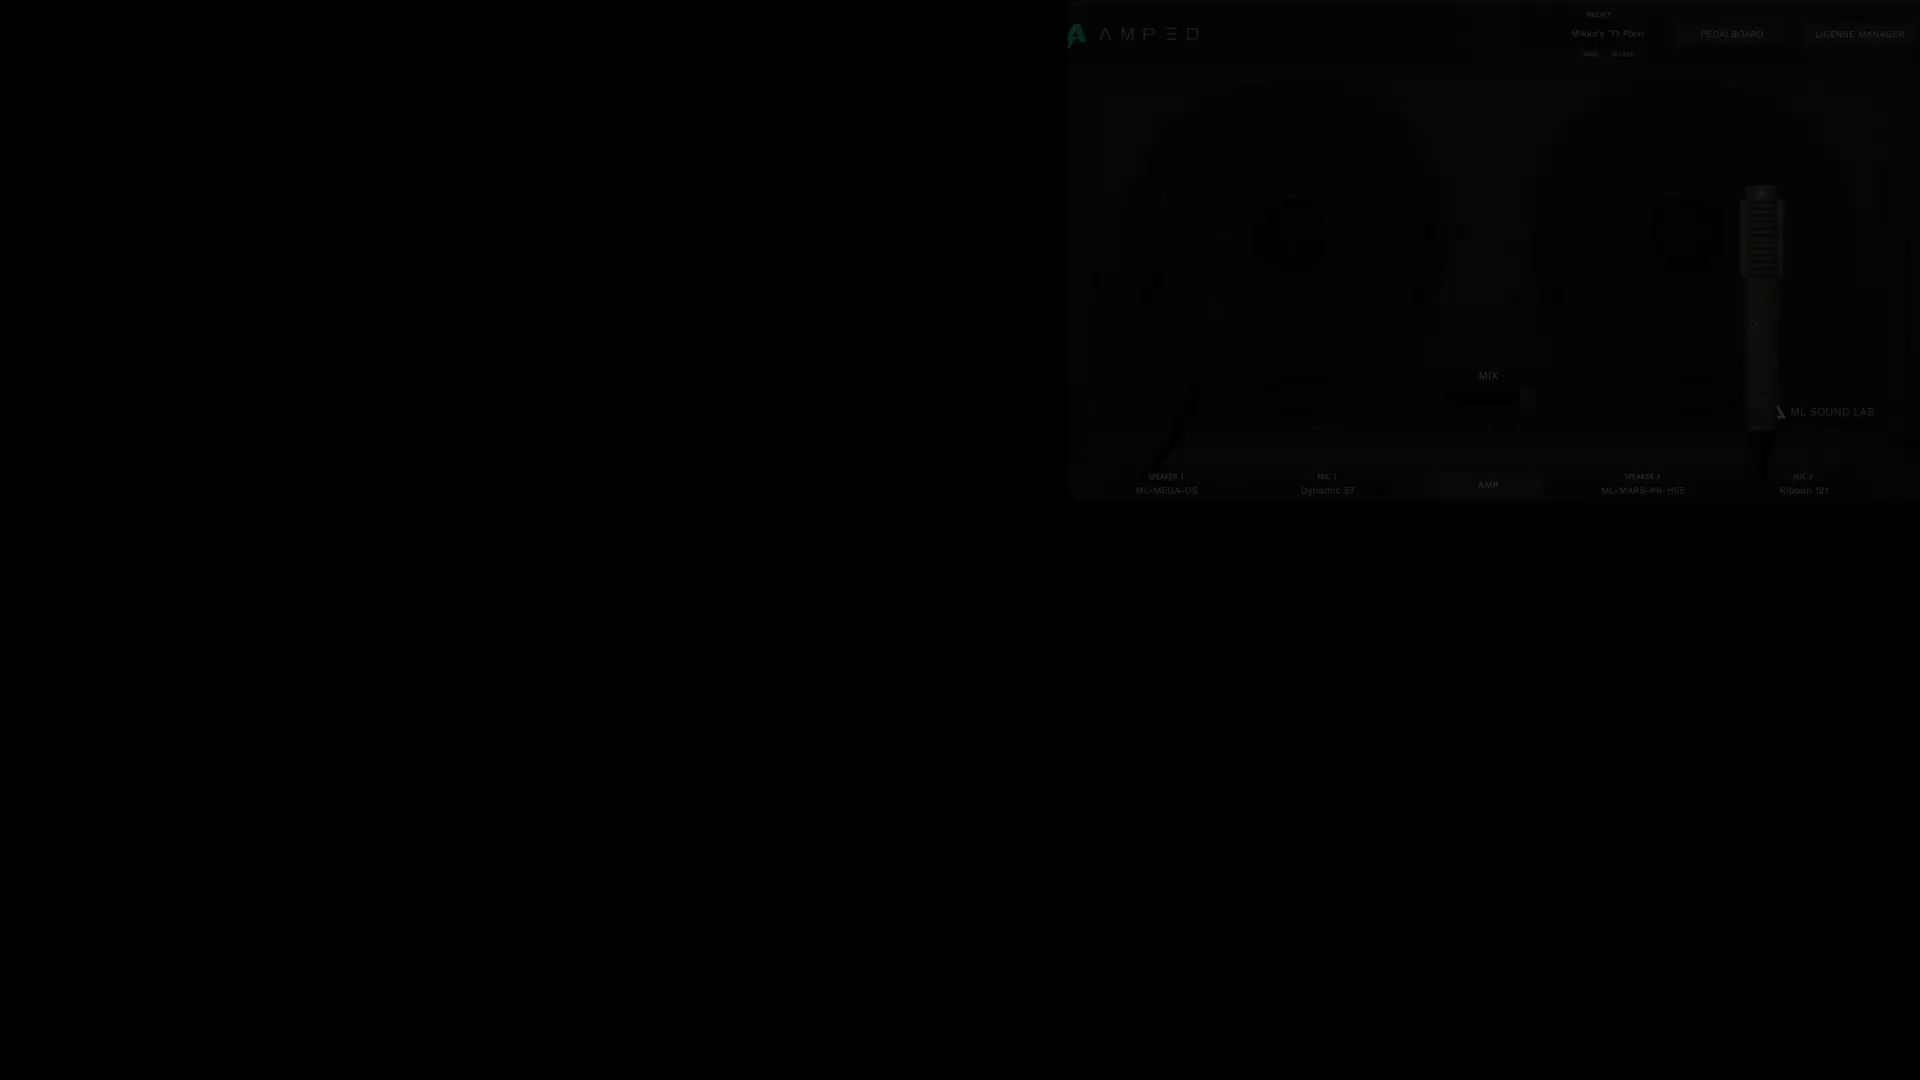 AMPED
PRESET
Mikko's '71 Plexi
PEDALBOARD
LICENSE MANAGER
MIX
ML SOUND LAB
SPEAKER 1
ML-MEGA-OS
MIC 1
Dynamic 57
AMP
SPEAKER 2
ML-MARS-PR-H55
MIC 2
Ribbon 121